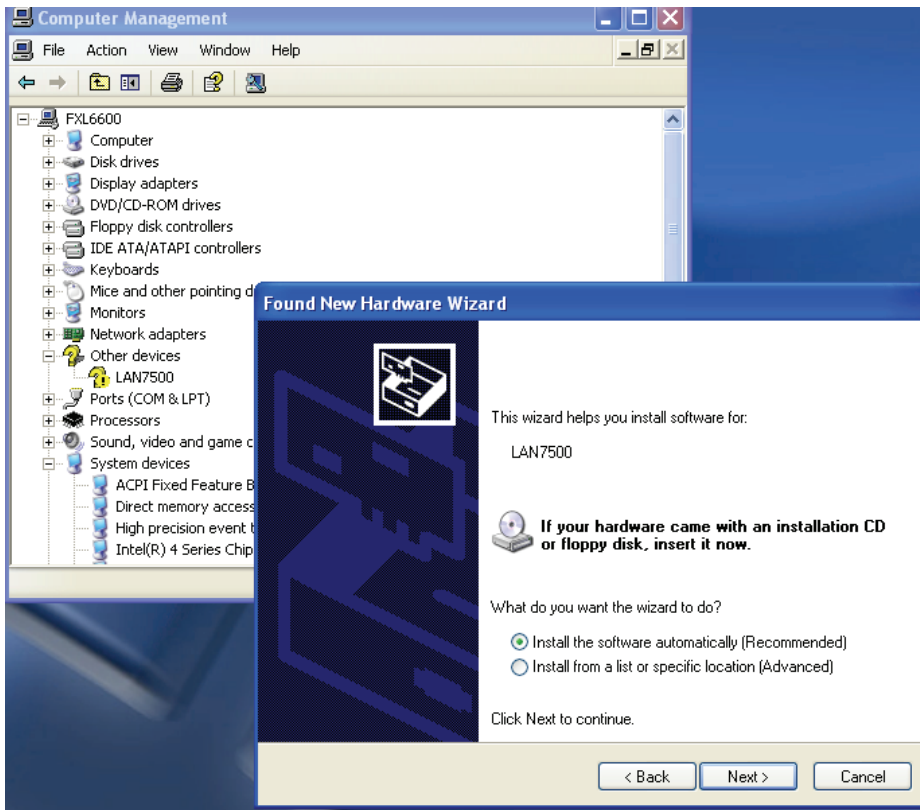 Computer Management
File Action View Window Help
FXL6600
Computer
Disk drives
Display adapters
DVD/CD-ROM drives
Floppy disk controllers
IDE ATA/ATAPI controllers
Keyboards
Mice and other pointing d
Monitors
Network adapters
Other devices
LAN7500
Ports (COM & LPT)
Processors
Sound, video and game c
System devices
ACPI Fixed Feature B
Direct memory access
High precision event t
Intel(R) 4 Series Chip
Found New Hardware Wizard
This wizard helps you install software for:
LAN7500
If your hardware came with an installation CD
or floppy disk, insert it now.
What do you want the wizard to do?
Install the software automatically (Recommended)
Install from a list or specific location (Advanced)
Click Next to continue.
< Back Next > Cancel